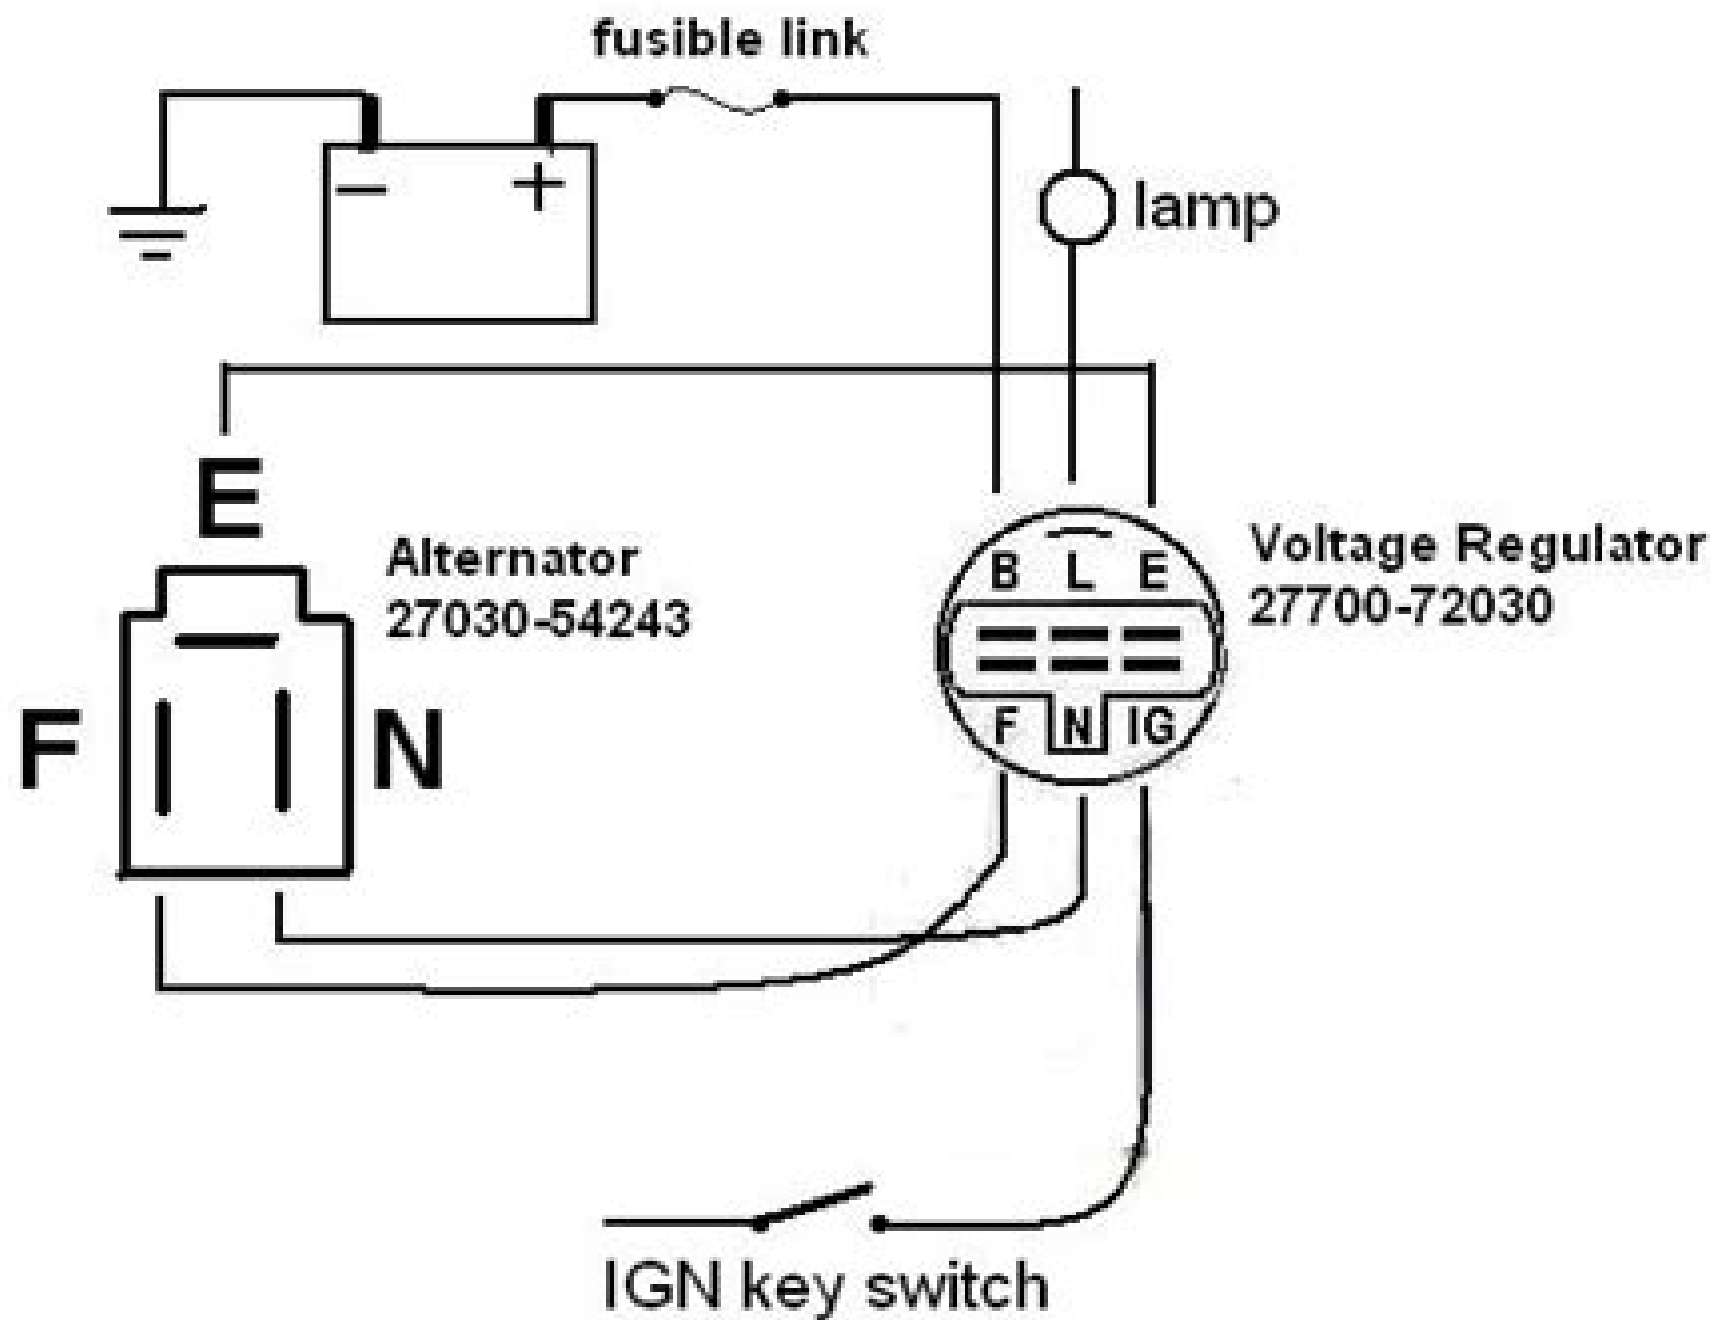 fusible link
− +
lamp
E
Alternator
27030-54243
F
N
Voltage Regulator
27700-72030
B L E
F N IG
IGN key switch